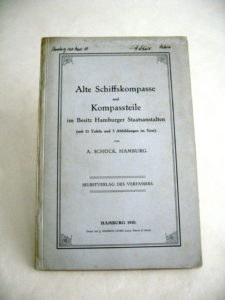 Alte Schiffskompasse
und
Kompassteile
im Besitz Hamburger Staatsanstalten
(mit 11 Tafeln und 5 Abbildungen im Text)
von
A. SCHÜCK, HAMBURG.
SELBSTVERLAG DES VERFASSERS.
HAMBURG 1910.